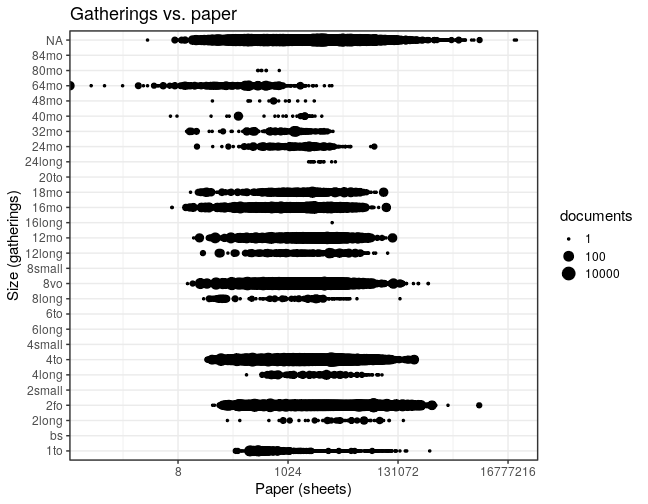 Gatherings vs. paper
NA
84mo
80mo
64mo
48mo
40mo
32mo
24mo
24long
20to
18mo
16mo
16long
12mo
12long
8small
8vo
8long
6to
6long
4small
4to
4long
2small
2fo
2long
bs
1to
Size (gatherings)
8
1024
131072
16777216
Paper (sheets)
documents
1
100
10000